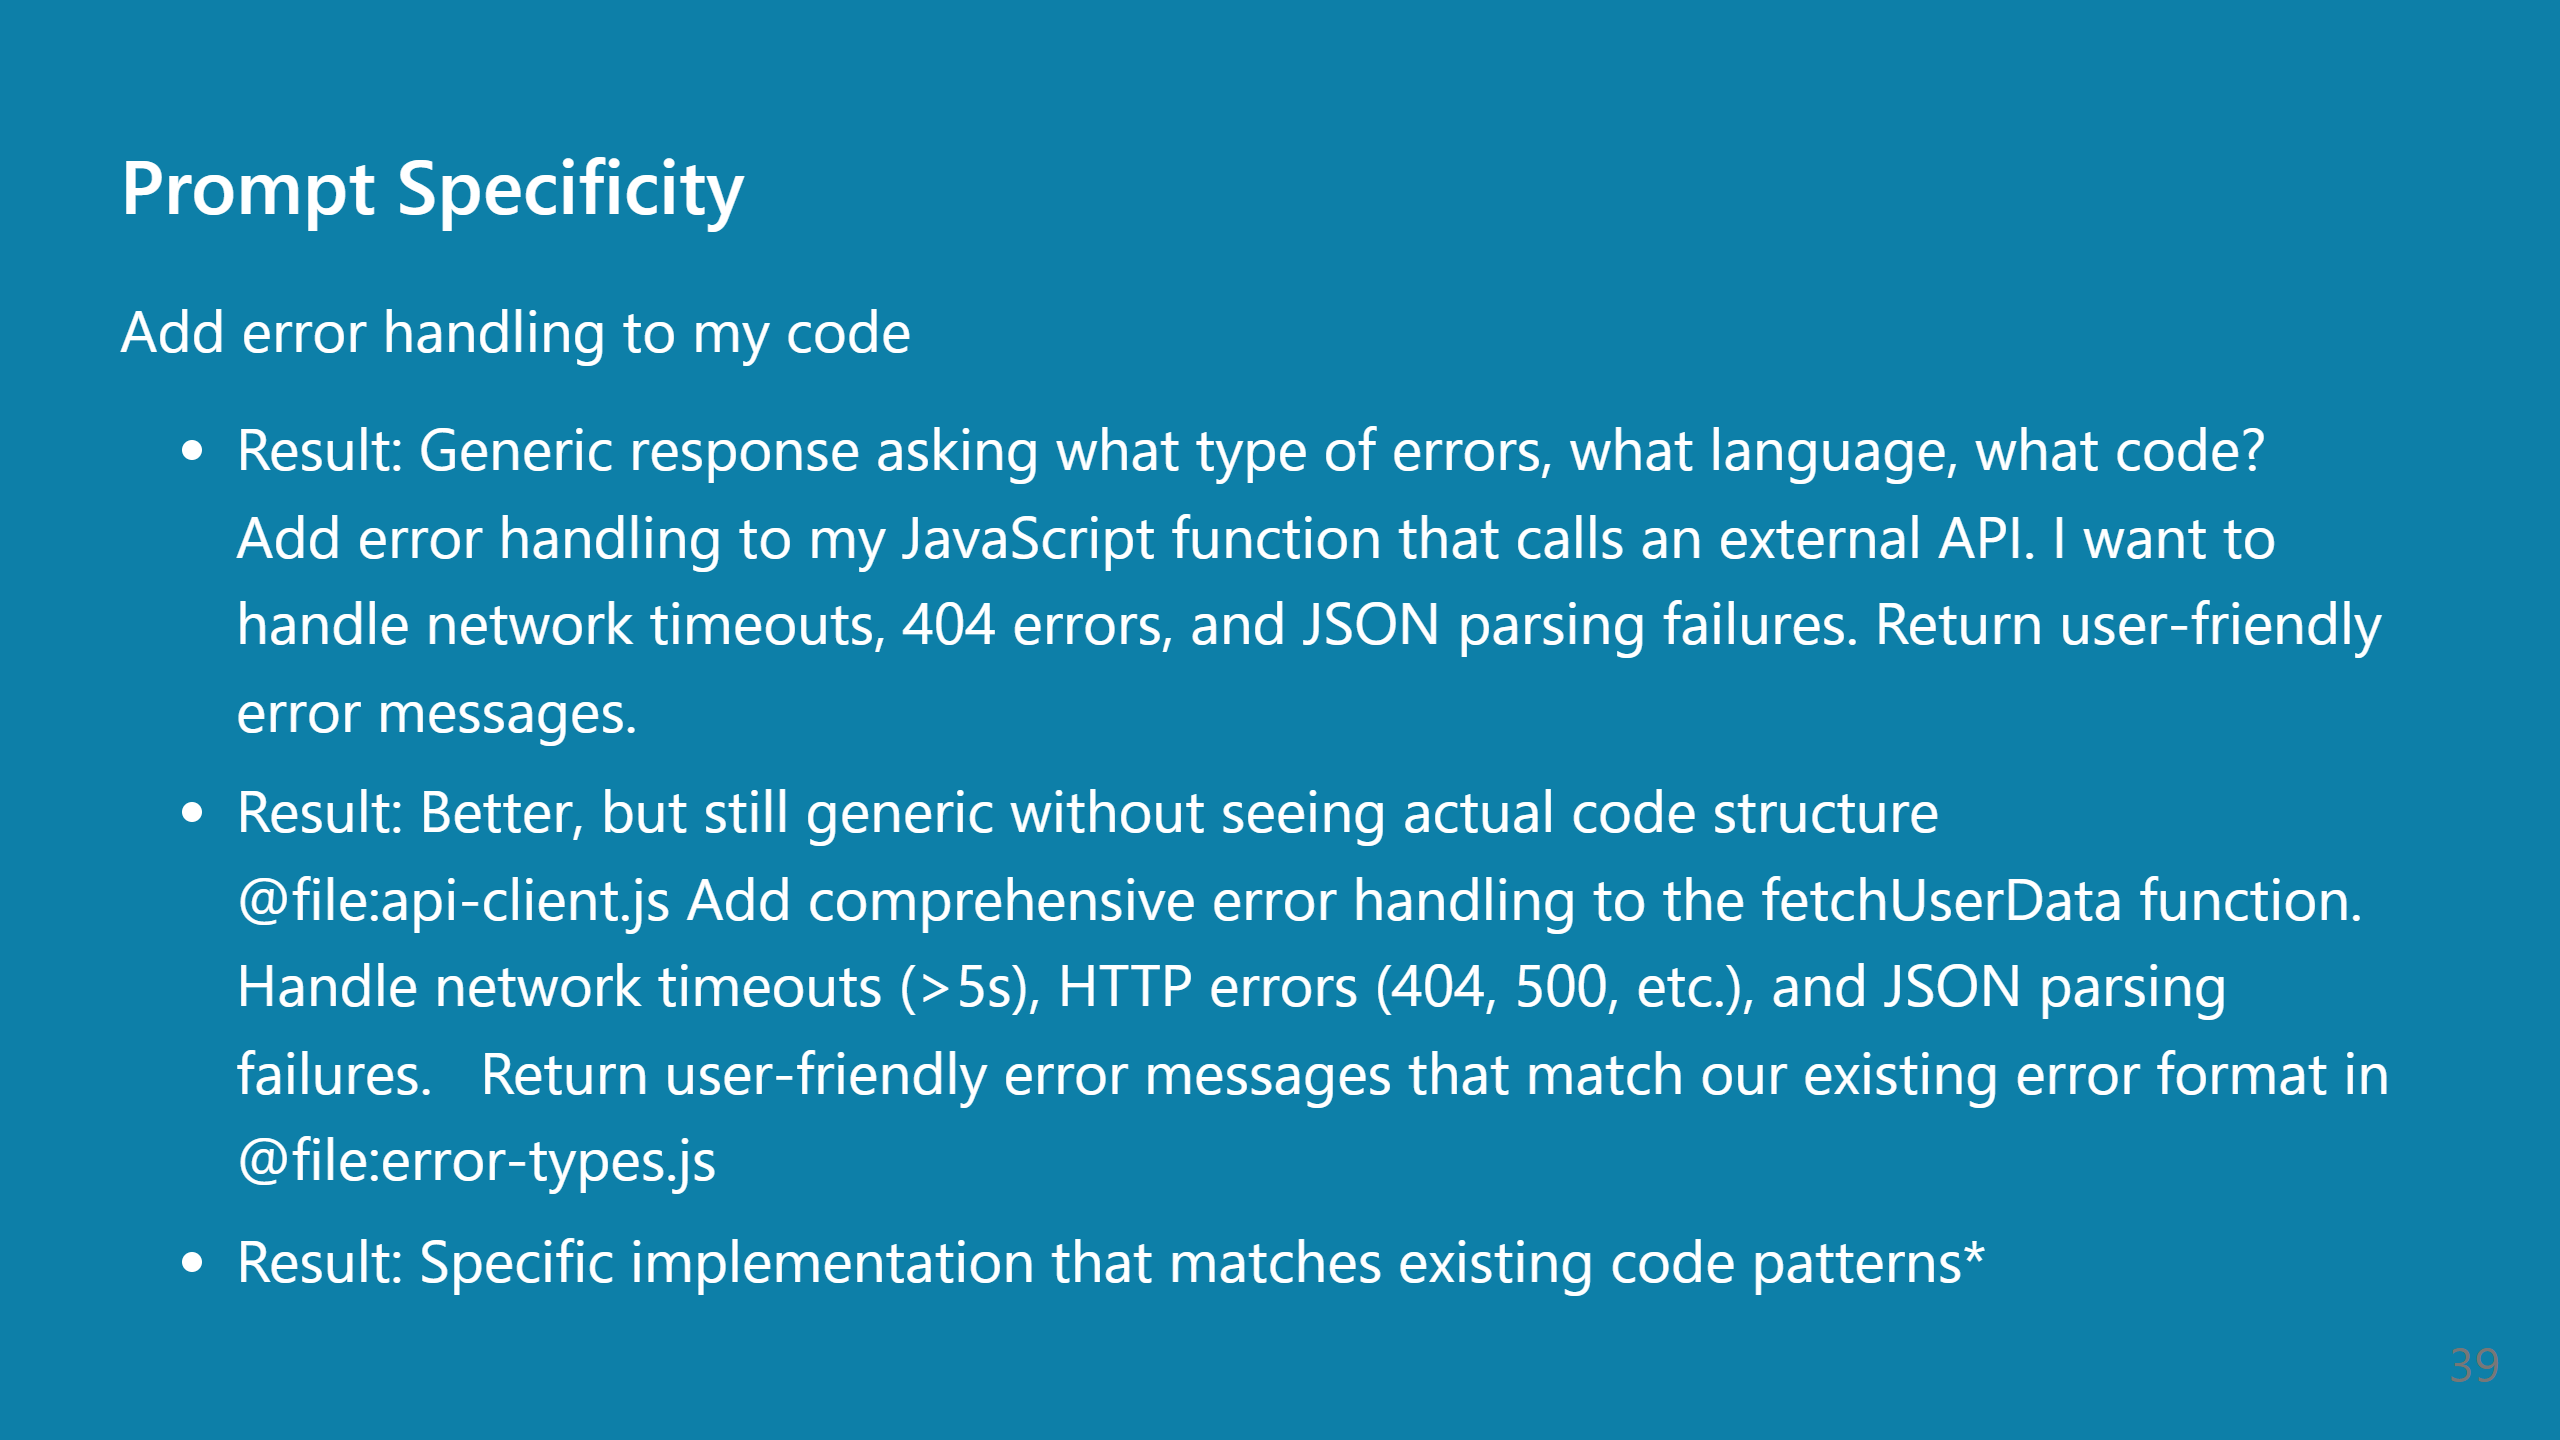 Prompt Specificity
Add error handling to my code
• Result: Generic response asking what type of errors, what language, what code?
Add error handling to my JavaScript function that calls an external API. I want to
handle network timeouts, 404 errors, and JSON parsing failures. Return user-friendly
error messages.
• Result: Better, but still generic without seeing actual code structure
@file:api-client.js Add comprehensive error handling to the fetchUserData function.
Handle network timeouts (>5s), HTTP errors (404, 500, etc.), and JSON parsing
failures.   Return user-friendly error messages that match our existing error format in
@file:error-types.js
• Result: Specific implementation that matches existing code patterns*
39